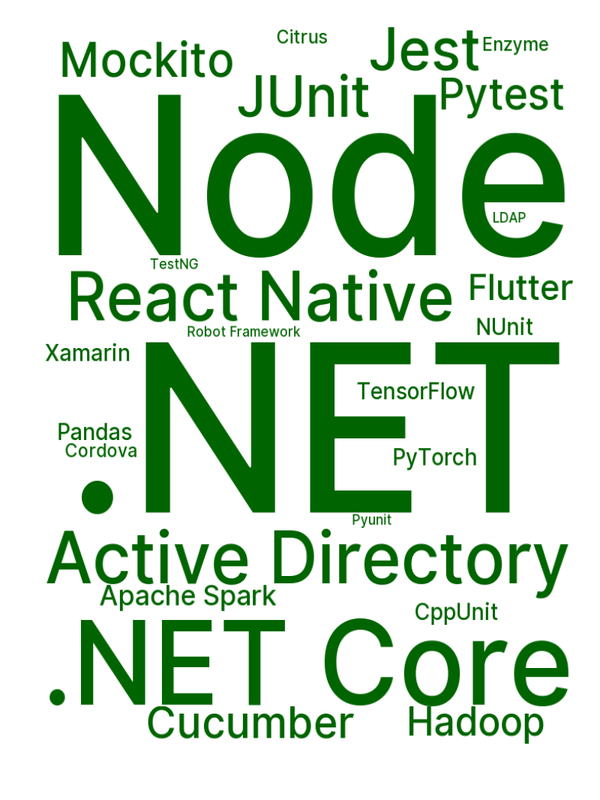 Citrus
Jest
Enzyme
Mockito
JUnit
Pytest
Node
LDAP
TestNG
React Native
Flutter
NUnit
Robot Framework
Xamarin
.NET
TensorFlow
Pandas
Cordova
PyTorch
Pyunit
Active Directory
Apache Spark
CppUnit
.NET Core
Cucumber
Hadoop